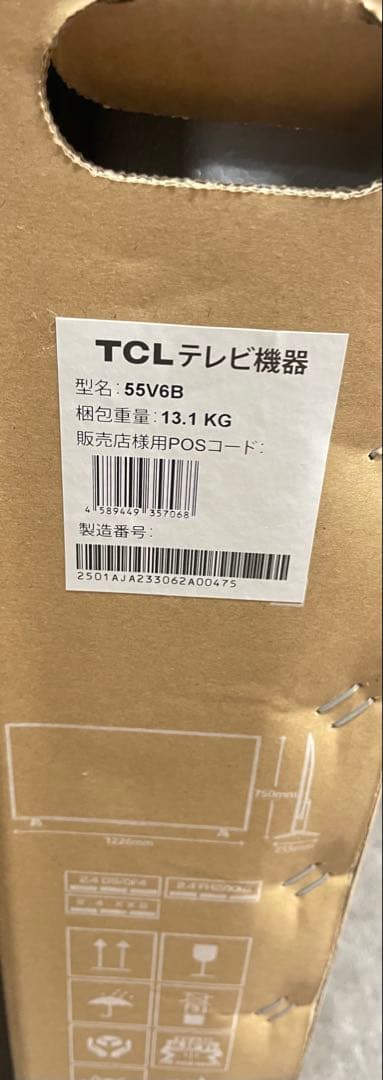 TCLテレビ機器
型名:55V6B
梱包重量:13.1 KG
販売店様用POSコード:
4 589449 357068
製造番号:
2501AJA233062A00475
750mm
1226mm